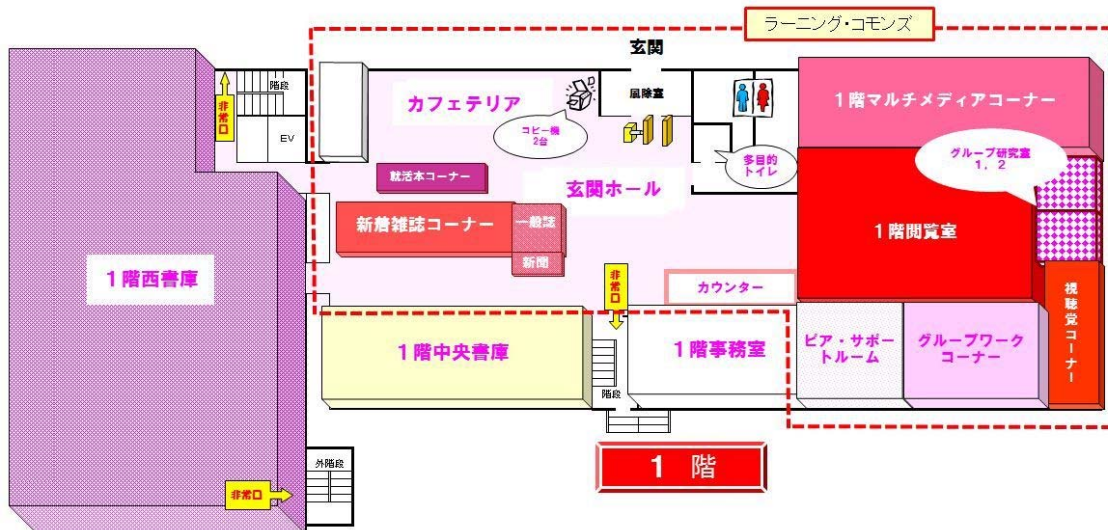 ラーニング・コモンズ
玄関
階段
非常口
EV
カフェテリア
コピー機
2台
風除室
多目的
トイレ
1階マルチメディアコーナー
グループ研究室
1，2
就活本コーナー
玄関ホール
新着雑誌コーナー
一般誌
新聞
1階閲覧室
1階西書庫
非常口
カウンター
視聴覚コーナー
1階中央書庫
階段
1階事務室
ピア・サポー
トルーム
グループワーク
コーナー
1 階
外階段
非常口